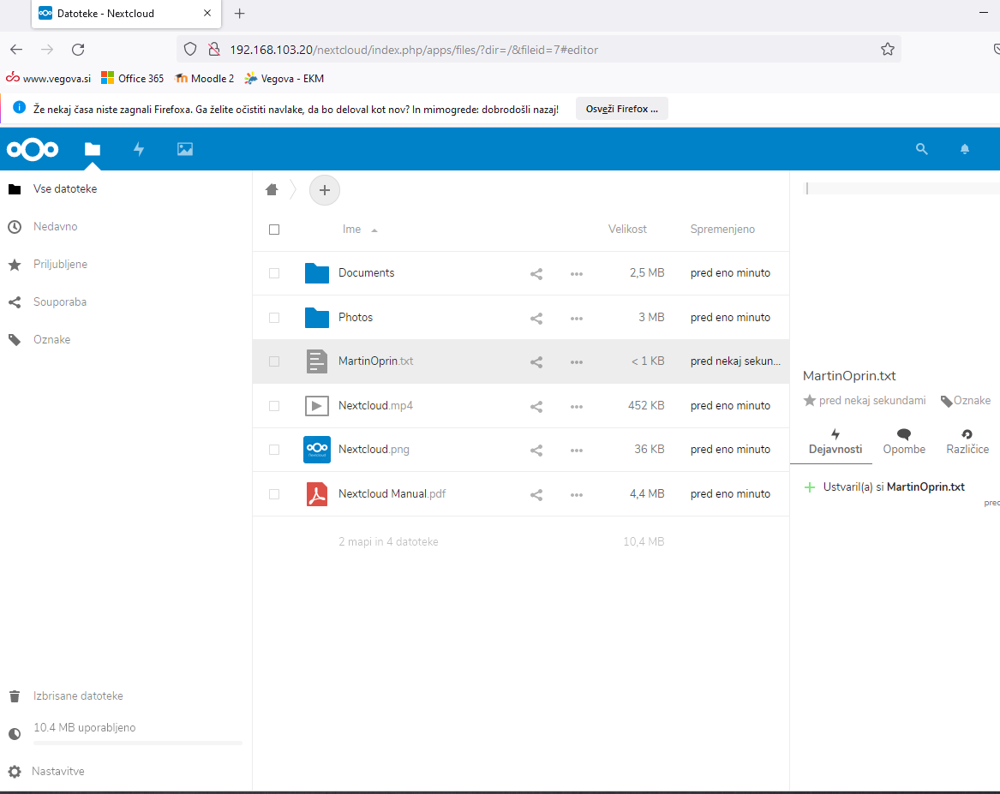 Datoteke - Nextcloud
192.168.103.20/nextcloud/index.php/apps/files/?dir=/&fileid=7#editor
www.vegova.si Office 365 Moodle 2 Vegova - EKM
Že nekaj časa niste zagnali Firefoxa. Ga želite očistiti navlake, da bo deloval kot nov? In mimogrede: dobrodošli nazaj! Osveži Firefox ...
Vse datoteke
Nedavno
Priljubljene
Souporaba
Oznake
Izbrisane datoteke
10.4 MB uporabljeno
Nastavitve
Ime Velikost Spremenjeno
Documents 2,5 MB pred eno minuto
Photos 3 MB pred eno minuto
MartinOprin.txt < 1 KB pred nekaj sekun...
Nextcloud.mp4 452 KB pred eno minuto
Nextcloud.png 36 KB pred eno minuto
Nextcloud Manual.pdf 4,4 MB pred eno minuto
2 mapi in 4 datoteke 10,4 MB
MartinOprin.txt
pred nekaj sekundami Oznake
Dejavnosti Opombe Različice
Ustvaril(a) si MartinOprin.txt
pred